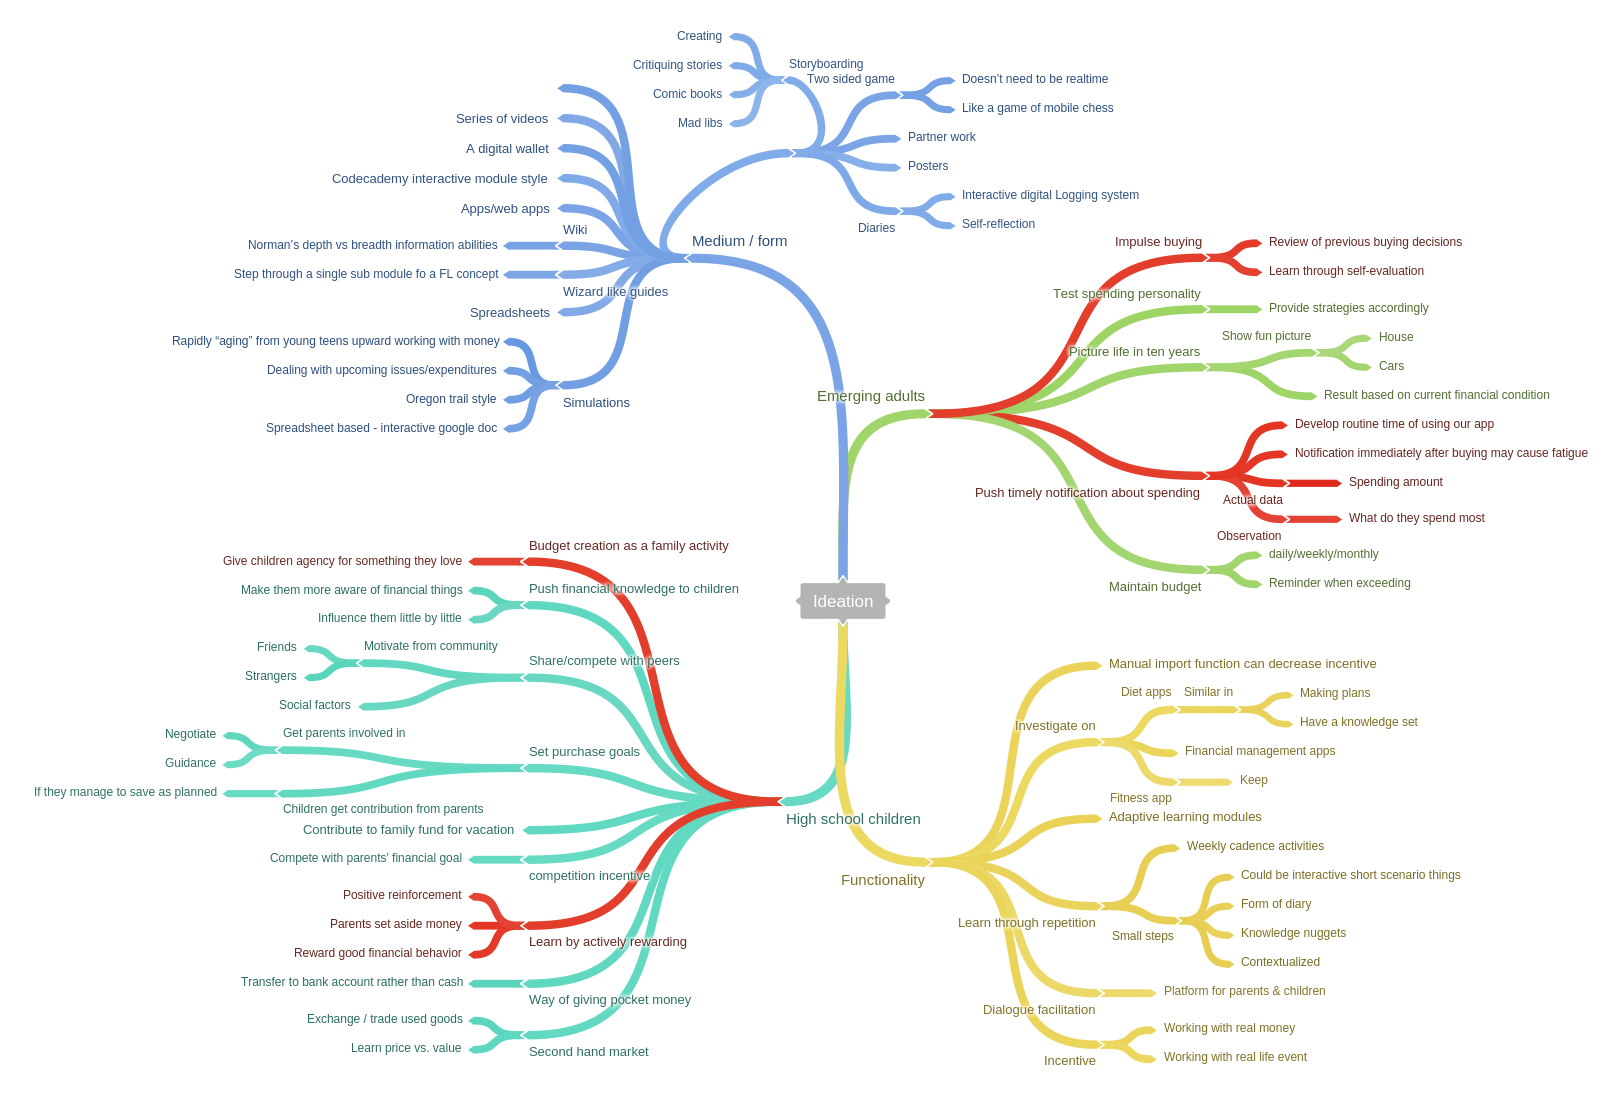 Creating
Critiquing stories
Comic books
Mad libs
Storyboarding
Two sided game
Doesn’t need to be realtime
Like a game of mobile chess
Partner work
Posters
Interactive digital Logging system
Self-reflection
Diaries
Series of videos
A digital wallet
Codecademy interactive module style
Apps/web apps
Wiki
Norman’s depth vs breadth information abilities
Step through a single sub module fo a FL concept
Wizard like guides
Spreadsheets
Rapidly “aging” from young teens upward working with money
Dealing with upcoming issues/expenditures
Oregon trail style
Spreadsheet based - interactive google doc
Simulations
Medium / form
Impulse buying
Review of previous buying decisions
Learn through self-evaluation
Test spending personality
Provide strategies accordingly
Picture life in ten years
Show fun picture
House
Cars
Result based on current financial condition
Emerging adults
Develop routine time of using our app
Notification immediately after buying may cause fatigue
Spending amount
Push timely notification about spending
Actual data
What do they spend most
Observation
daily/weekly/monthly
Reminder when exceeding
Maintain budget
Ideation
Budget creation as a family activity
Give children agency for something they love
Push financial knowledge to children
Make them more aware of financial things
Influence them little by little
Share/compete with peers
Motivate from community
Friends
Strangers
Social factors
Set purchase goals
Get parents involved in
Negotiate
Guidance
If they manage to save as planned
Children get contribution from parents
Contribute to family fund for vacation
Compete with parents' financial goal
competition incentive
Positive reinforcement
Parents set aside money
Reward good financial behavior
Learn by actively rewarding
Transfer to bank account rather than cash
Way of giving pocket money
Exchange / trade used goods
Learn price vs. value
Second hand market
High school children
Manual import function can decrease incentive
Diet apps
Similar in
Making plans
Have a knowledge set
Investigate on
Financial management apps
Keep
Fitness app
Adaptive learning modules
Functionality
Weekly cadence activities
Could be interactive short scenario things
Form of diary
Knowledge nuggets
Contextualized
Learn through repetition
Small steps
Platform for parents & children
Dialogue facilitation
Working with real money
Working with real life event
Incentive